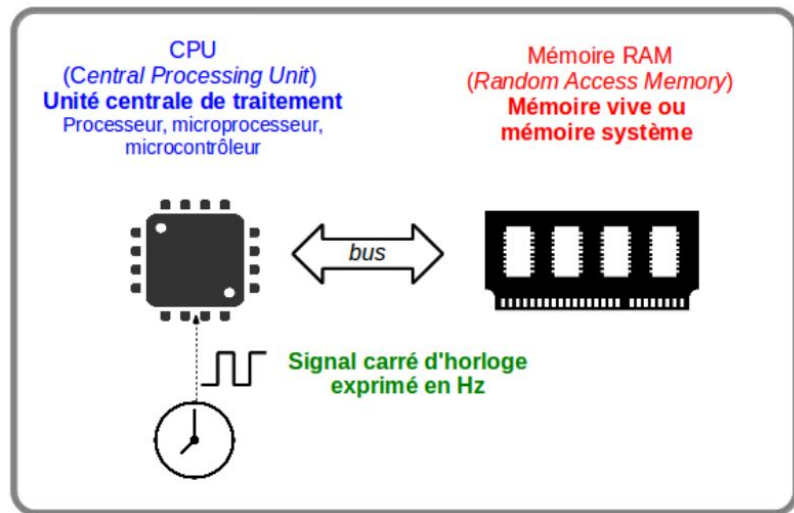 CPU
(Central Processing Unit)
Unité centrale de traitement
Processeur, microprocesseur,
microcontrôleur
Mémoire RAM
(Random Access Memory)
Mémoire vive ou
mémoire système
bus
Signal carré d'horloge
exprimé en Hz